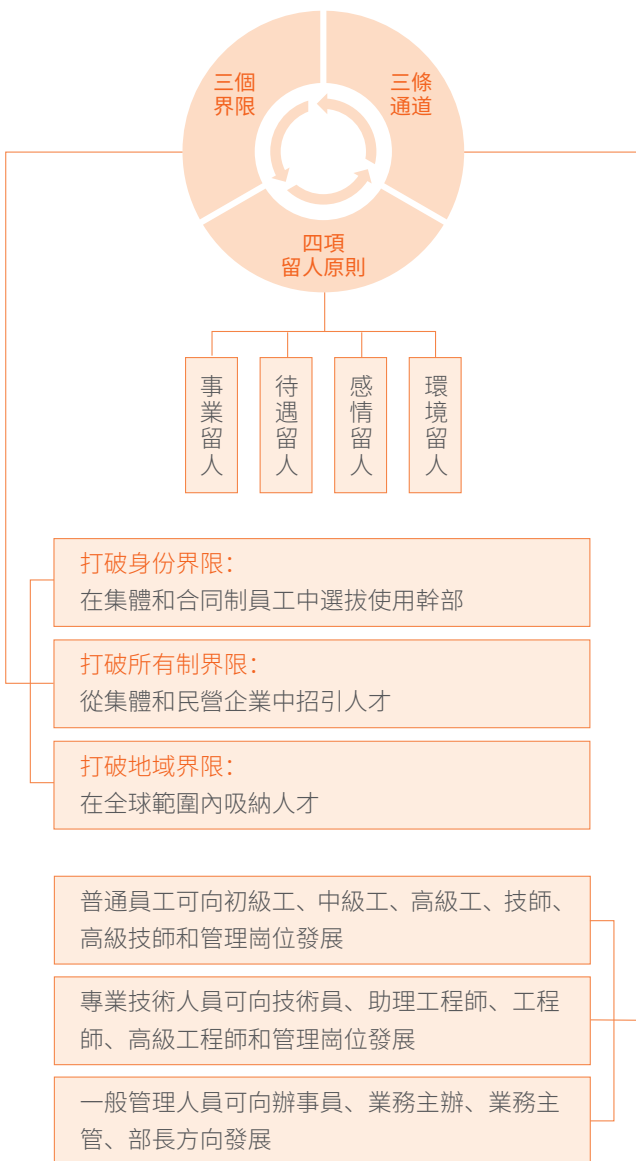 三個
界限
三條
通道
四項
留人原則
事業留人
待遇留人
感情留人
環境留人
打破身份界限：
在集體和合同制員工中選拔使用幹部
打破所有制界限：
從集體和民營企業中招引人才
打破地域界限：
在全球範圍內吸納人才
普通員工可向初級工、中級工、高級工、技師、
高級技師和管理崗位發展
專業技術人員可向技術員、助理工程師、工程
師、高級工程師和管理崗位發展
一般管理人員可向辦事員、業務主辦、業務主
管、部長方向發展